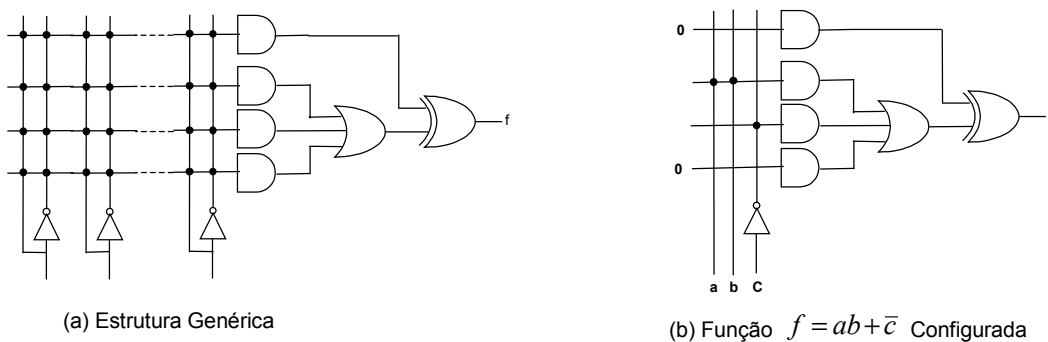 f
(a) Estrutura Genérica
0
0
a b C
(b) Função f = ab + c̅ Configurada